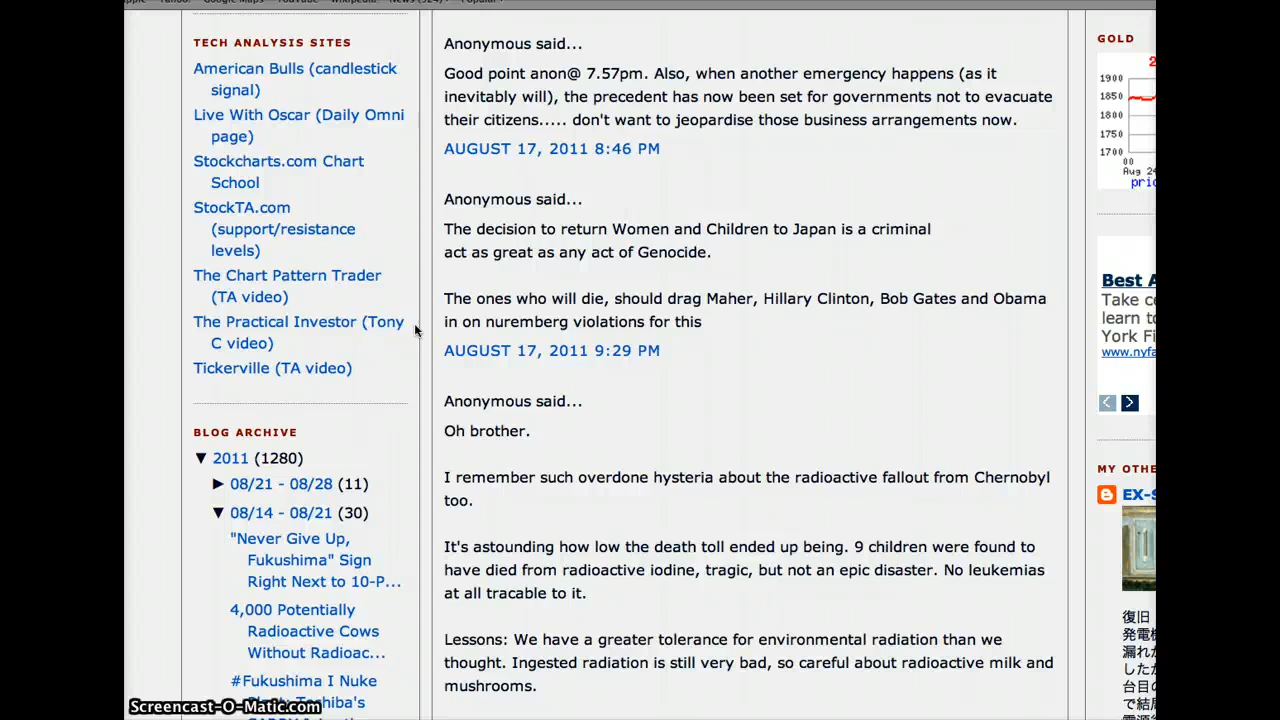 Google Maps
YouTube
Wikipedia
TECH ANALYSIS SITES
American Bulls (candlestick
signal)
Live With Oscar (Daily Omni
page)
Stockcharts.com Chart
School
StockTA.com
(support/resistance
levels)
The Chart Pattern Trader
(TA video)
The Practical Investor (Tony
C video)
Tickerville (TA video)
BLOG ARCHIVE
▼ 2011 (1280)
► 08/21 - 08/28 (11)
▼ 08/14 - 08/21 (30)
"Never Give Up,
Fukushima" Sign
Right Next to 10-P...
4,000 Potentially
Radioactive Cows
Without Radioac...
#Fukushima I Nuke
Toshiba's
Screencast-O-Matic.com
Anonymous said...
Good point anon@ 7.57pm. Also, when another emergency happens (as it
inevitably will), the precedent has now been set for governments not to evacuate
their citizens..... don't want to jeopardise those business arrangements now.
AUGUST 17, 2011 8:46 PM
Anonymous said...
The decision to return Women and Children to Japan is a criminal
act as great as any act of Genocide.
The ones who will die, should drag Maher, Hillary Clinton, Bob Gates and Obama
in on nuremberg violations for this
AUGUST 17, 2011 9:29 PM
Anonymous said...
Oh brother.
I remember such overdone hysteria about the radioactive fallout from Chernobyl
too.
It's astounding how low the death toll ended up being. 9 children were found to
have died from radioactive iodine, tragic, but not an epic disaster. No leukemias
at all tracable to it.
Lessons: We have a greater tolerance for environmental radiation than we
thought. Ingested radiation is still very bad, so careful about radioactive milk and
mushrooms.
GOLD
1900
1850
1800
1750
1700
00
Aug 24
Best A
Take c
learn to
York Fi
www.nyfa
MY OTHE
EX-S
復旧